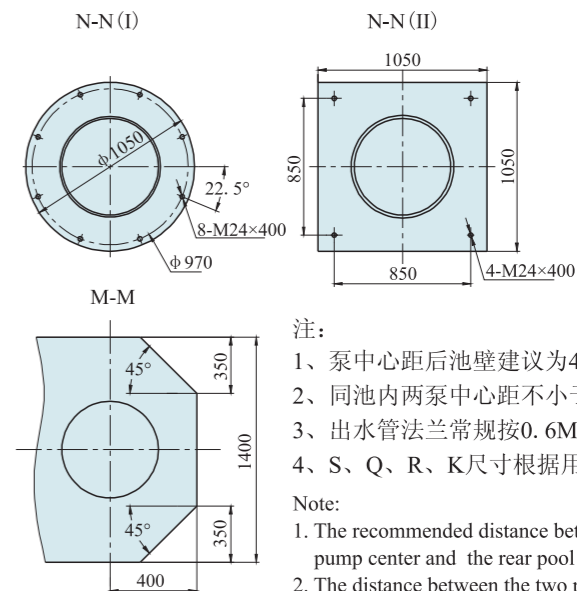 N-N(I)
N-N(II)
φ1050
22.5°
8-M24×400
φ970
1050
850
1050
850
4-M24×400
M-M
45°
350
1400
45°
350
400
注：
1、泵中心距后池壁建议为4
2、同池内两泵中心距不小于
3、出水管法兰常规按0.6M
4、S、Q、R、K尺寸根据用
Note:
1. The recommended distance bet
pump center and the rear pool
2. The distance between the two